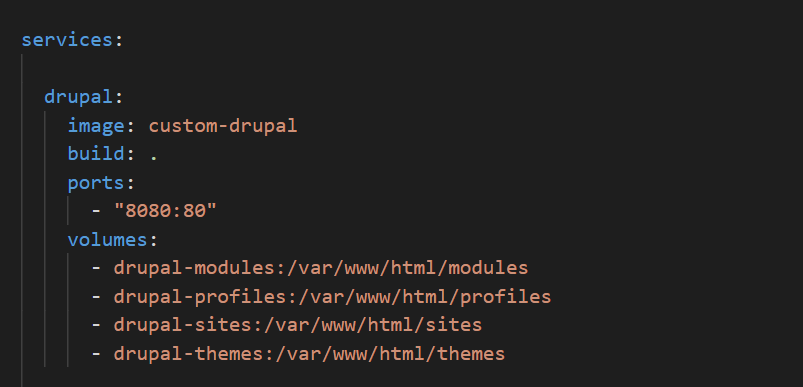 services:
drupal:
image: custom-drupal
build: .
ports:
- "8080:80"
volumes:
- drupal-modules:/var/www/html/modules
- drupal-profiles:/var/www/html/profiles
- drupal-sites:/var/www/html/sites
- drupal-themes:/var/www/html/themes